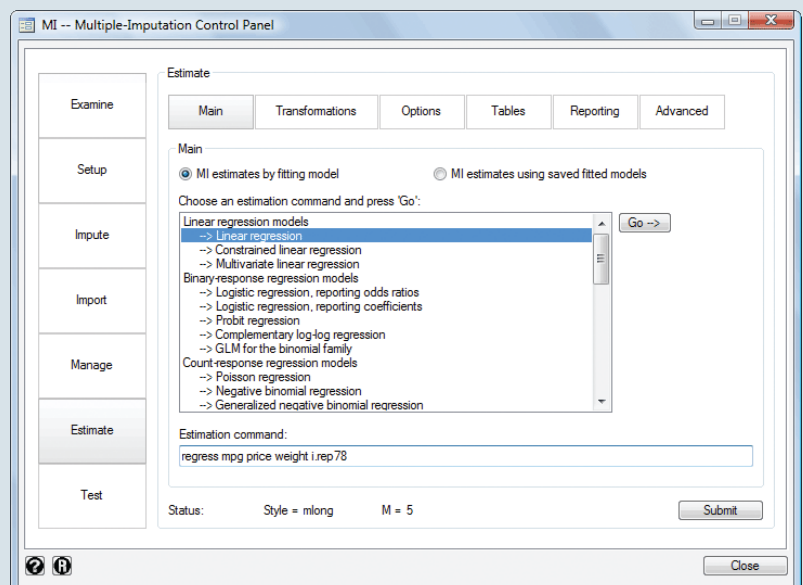 MI -- Multiple-Imputation Control Panel
Examine
Setup
Impute
Import
Manage
Estimate
Test
Estimate
Main
Transformations
Options
Tables
Reporting
Advanced
Main
MI estimates by fitting model
MI estimates using saved fitted models
Choose an estimation command and press 'Go':
Linear regression models
--> Linear regression
--> Constrained linear regression
--> Multivariate linear regression
Binary-response regression models
--> Logistic regression, reporting odds ratios
--> Logistic regression, reporting coefficients
--> Probit regression
--> Complementary log-log regression
--> GLM for the binomial family
Count-response regression models
--> Poisson regression
--> Negative binomial regression
--> Generalized negative binomial regression
Go -->
Estimation command:
regress mpg price weight i.rep78
Status: Style = mlong M = 5
Submit
? R
Close